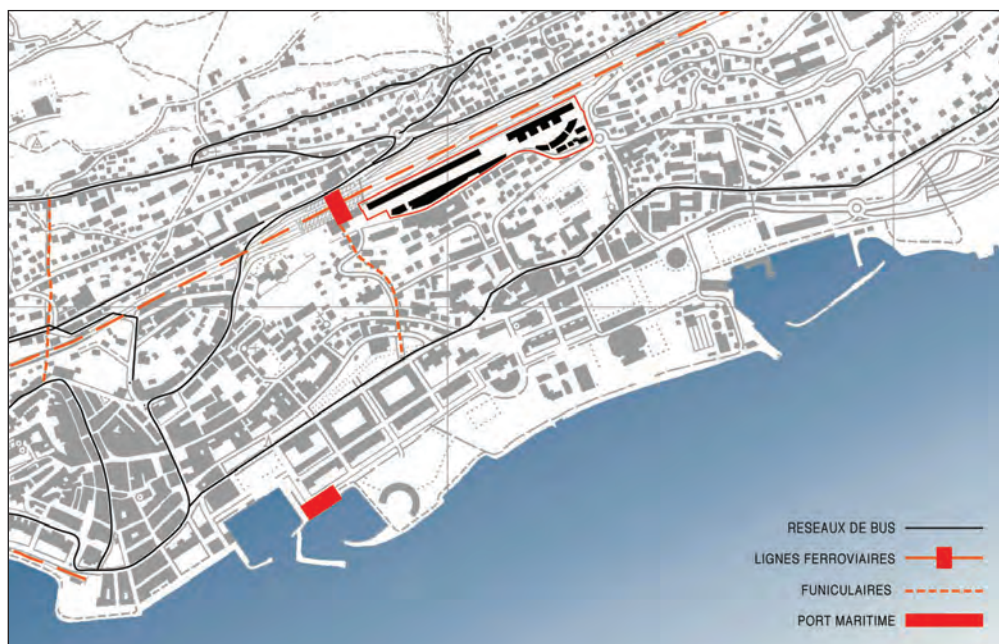 RESEAUX DE BUS
LIGNES FERROVIAIRES
FUNICULAIRES
PORT MARITIME